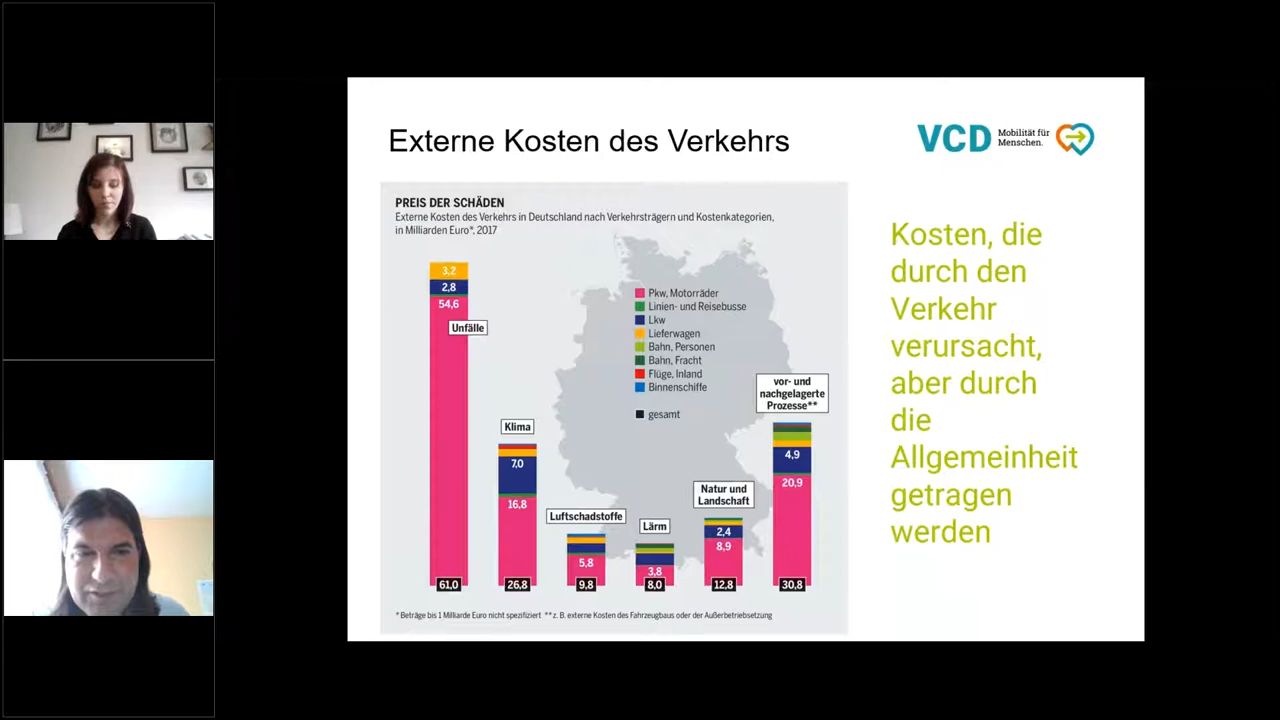 Externe Kosten des Verkehrs
VCD Mobilität für
Menschen.
PREIS DER SCHÄDEN
Externe Kosten des Verkehrs in Deutschland nach Verkehrsträgern und Kostenkategorien,
in Milliarden Euro*, 2017
3,2
2,8
54,6
Unfälle
61,0
Klima
7,0
16,8
26,8
Luftschadstoffe
5,8
9,8
Lärm
3,8
8,0
Natur und
Landschaft
2,4
8,9
12,8
vor- und
nachgelagerte
Prozesse**
4,9
20,9
30,8
Pkw, Motorräder
Linien- und Reisebusse
Lkw
Lieferwagen
Bahn, Personen
Bahn, Fracht
Flüge, Inland
Binnenschiffe
gesamt
* Beträge bis 1 Milliarde Euro nicht spezifiziert ** z. B. externe Kosten des Fahrzeugbaus oder der Außerbetriebsetzung
Kosten, die
durch den
Verkehr
verursacht,
aber durch
die
Allgemeinheit
getragen
werden